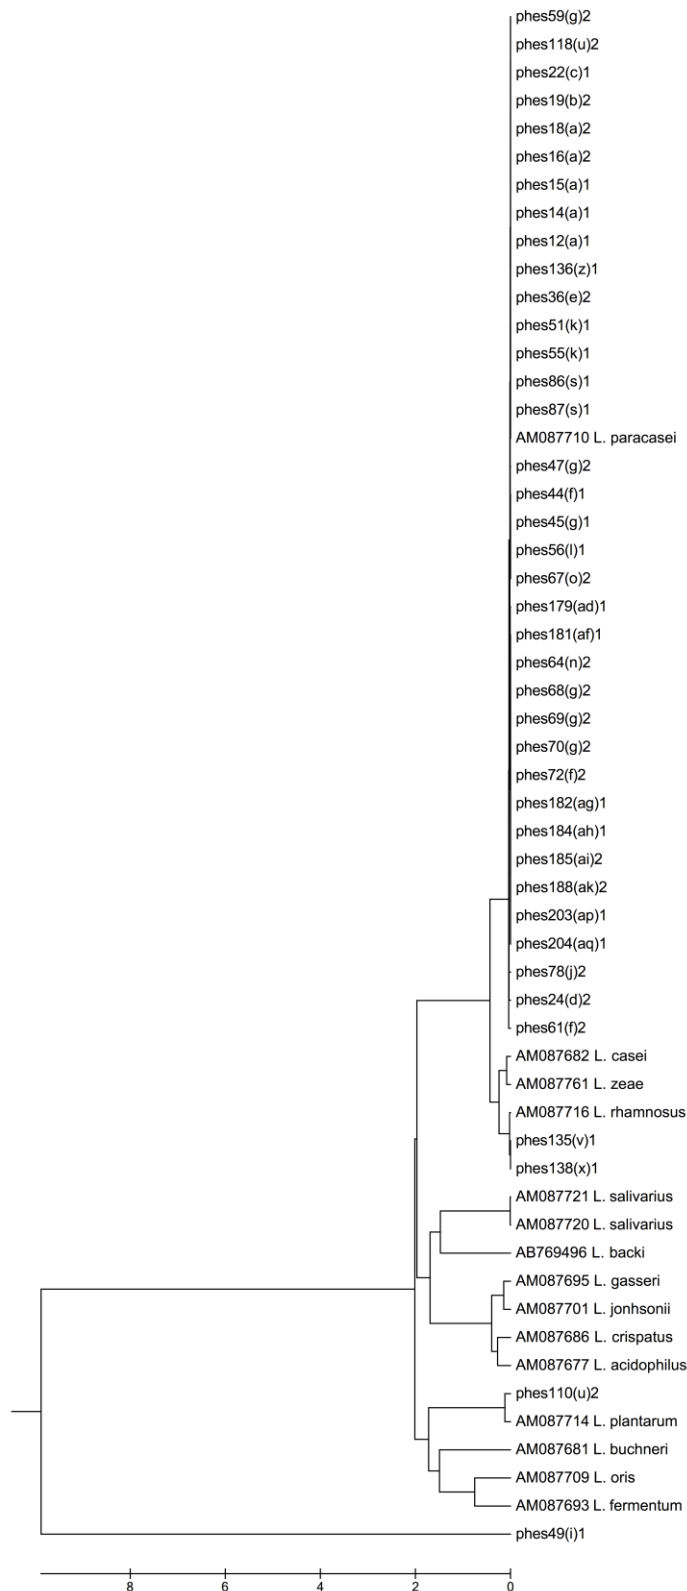 phes59(g)2
phes118(u)2
phes22(c)1
phes19(b)2
phes18(a)2
phes16(a)2
phes15(a)1
phes14(a)1
phes12(a)1
phes136(z)1
phes36(e)2
phes51(k)1
phes55(k)1
phes86(s)1
phes87(s)1
AM087710 L. paracasei
phes47(g)2
phes44(f)1
phes45(g)1
phes56(l)1
phes67(o)2
phes179(ad)1
phes181(af)1
phes64(n)2
phes68(g)2
phes69(g)2
phes70(g)2
phes72(f)2
phes182(ag)1
phes184(ah)1
phes185(ai)2
phes188(ak)2
phes203(ap)1
phes204(aq)1
phes78(j)2
phes24(d)2
phes61(f)2
AM087682 L. casei
AM087761 L. zeae
AM087716 L. rhamnosus
phes135(v)1
phes138(x)1
AM087721 L. salivarius
AM087720 L. salivarius
AB769496 L. backi
AM087695 L. gasseri
AM087701 L. jonhsonii
AM087686 L. crispatus
AM087677 L. acidophilus
phes110(u)2
AM087714 L. plantarum
AM087681 L. buchneri
AM087709 L. oris
AM087693 L. fermentum
phes49(i)1
8 6 4 2 0